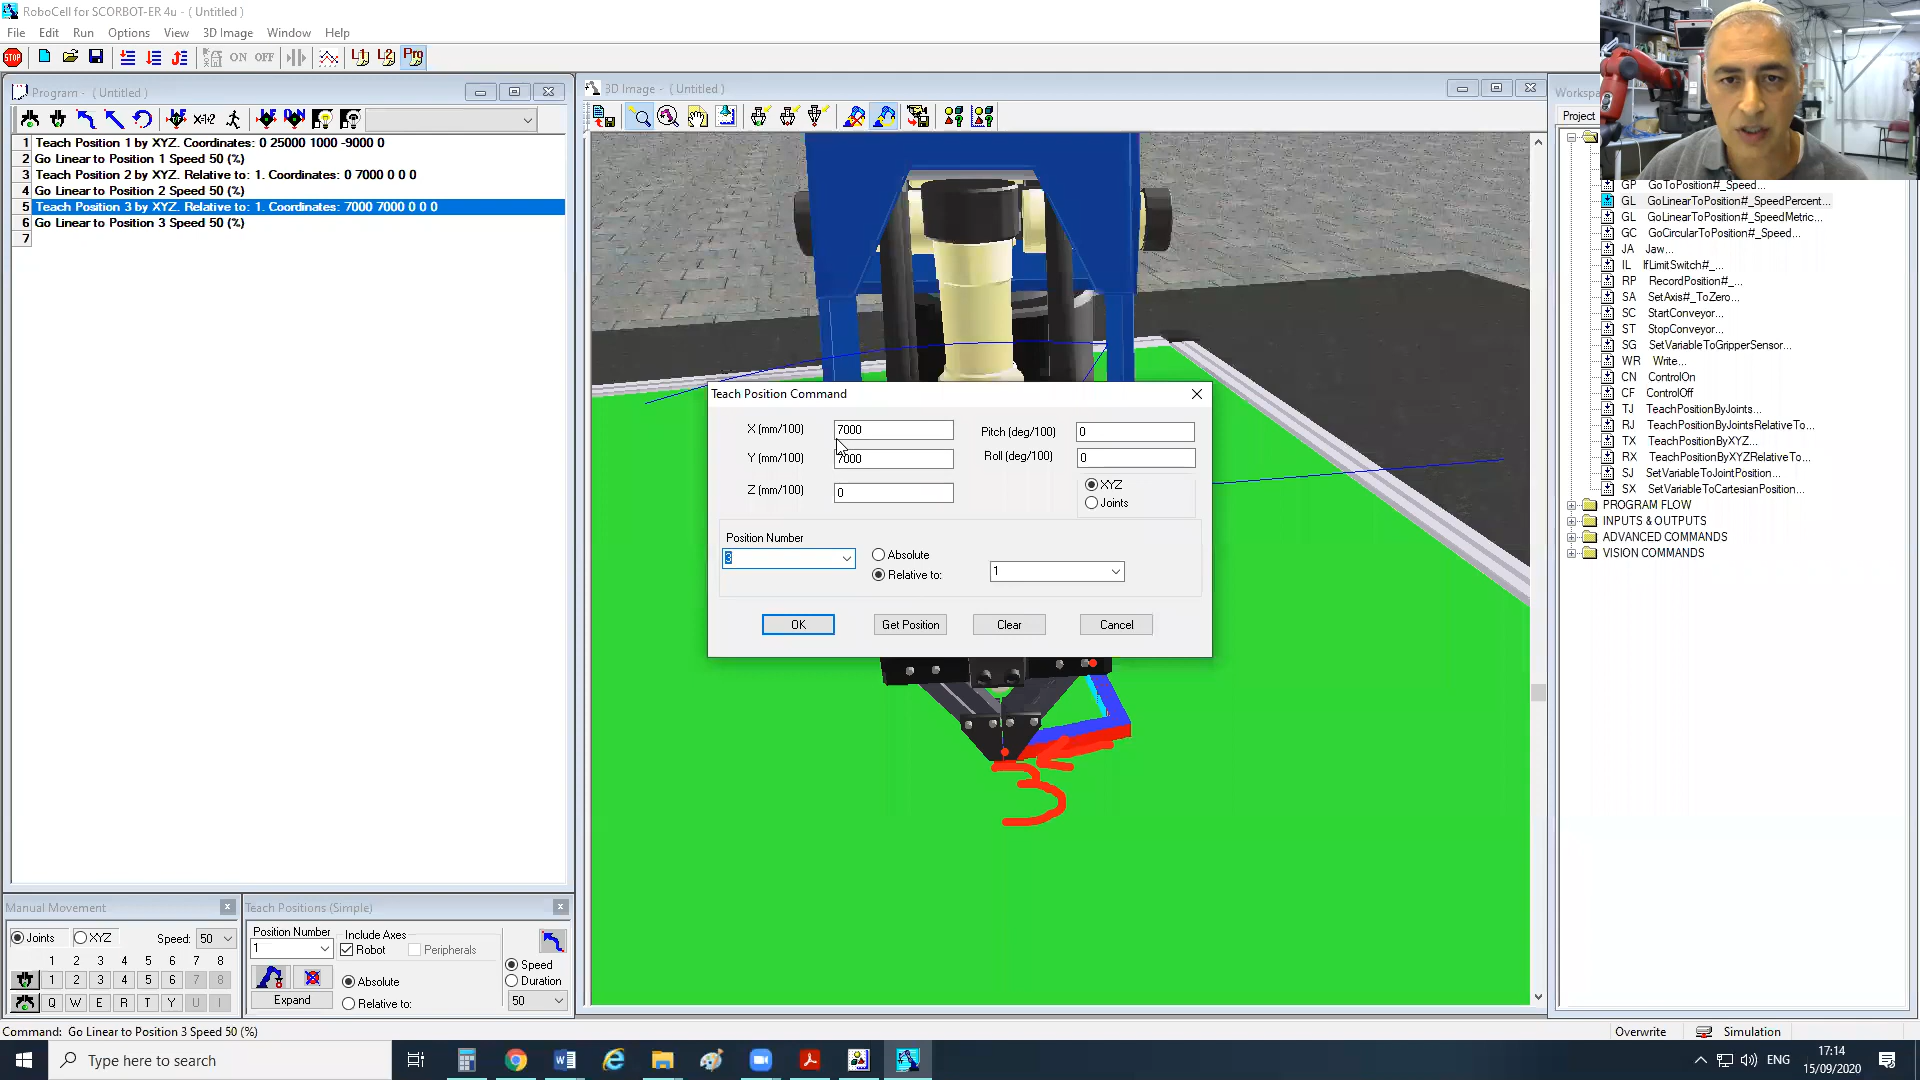 RoboCell for SCORBOT-ER 4u - ( Untitled )
File Edit Run Options View 3D Image Window Help
STOP ON OFF L1 L2 Pro
Program - ( Untitled )
1 Teach Position 1 by XYZ. Coordinates: 0 25000 1000 -9000 0
2 Go Linear to Position 1 Speed 50 (%)
3 Teach Position 2 by XYZ. Relative to: 1. Coordinates: 0 7000 0 0 0
4 Go Linear to Position 2 Speed 50 (%)
5 Teach Position 3 by XYZ. Relative to: 1. Coordinates: 7000 7000 0 0 0
6 Go Linear to Position 3 Speed 50 (%)
7
3D Image - ( Untitled )
Teach Position Command
X (mm/100) 7000 Pitch (deg/100) 0
Y (mm/100) 7000 Roll (deg/100) 0
Z (mm/100) 0
XYZ
Joints
Position Number
3
Absolute
Relative to: 1
OK Get Position Clear Cancel
3
Workspa
Project
GP GoToPosition#_Speed...
GL GoLinearToPosition#_SpeedPercent...
GL GoLinearToPosition#_SpeedMetric...
GC GoCircularToPosition#_Speed...
JA Jaw...
IL IfLimitSwitch#_...
RP RecordPosition#_...
SA SetAxis#_ToZero...
SC StartConveyor...
ST StopConveyor...
SG SetVariableToGripperSensor...
WR Write...
CN ControlOn
CF ControlOff
TJ TeachPositionByJoints...
RJ TeachPositionByJointsRelativeTo...
TX TeachPositionByXYZ...
RX TeachPositionByXYZRelativeTo...
SJ SetVariableToJointPosition...
SX SetVariableToCartesianPosition...
PROGRAM FLOW
INPUTS & OUTPUTS
ADVANCED COMMANDS
VISION COMMANDS
Manual Movement
Joints XYZ Speed: 50
1 2 3 4 5 6 7 8
1 2 3 4 5 6 7 8
Q W E R T Y U I
Teach Positions (Simple)
Position Number
1
Include Axes
Robot Peripherals
Absolute
Relative to:
Expand
Speed
Duration
50
Command: Go Linear to Position 3 Speed 50 (%)
Overwrite Simulation
Type here to search
ENG
17:14
15/09/2020